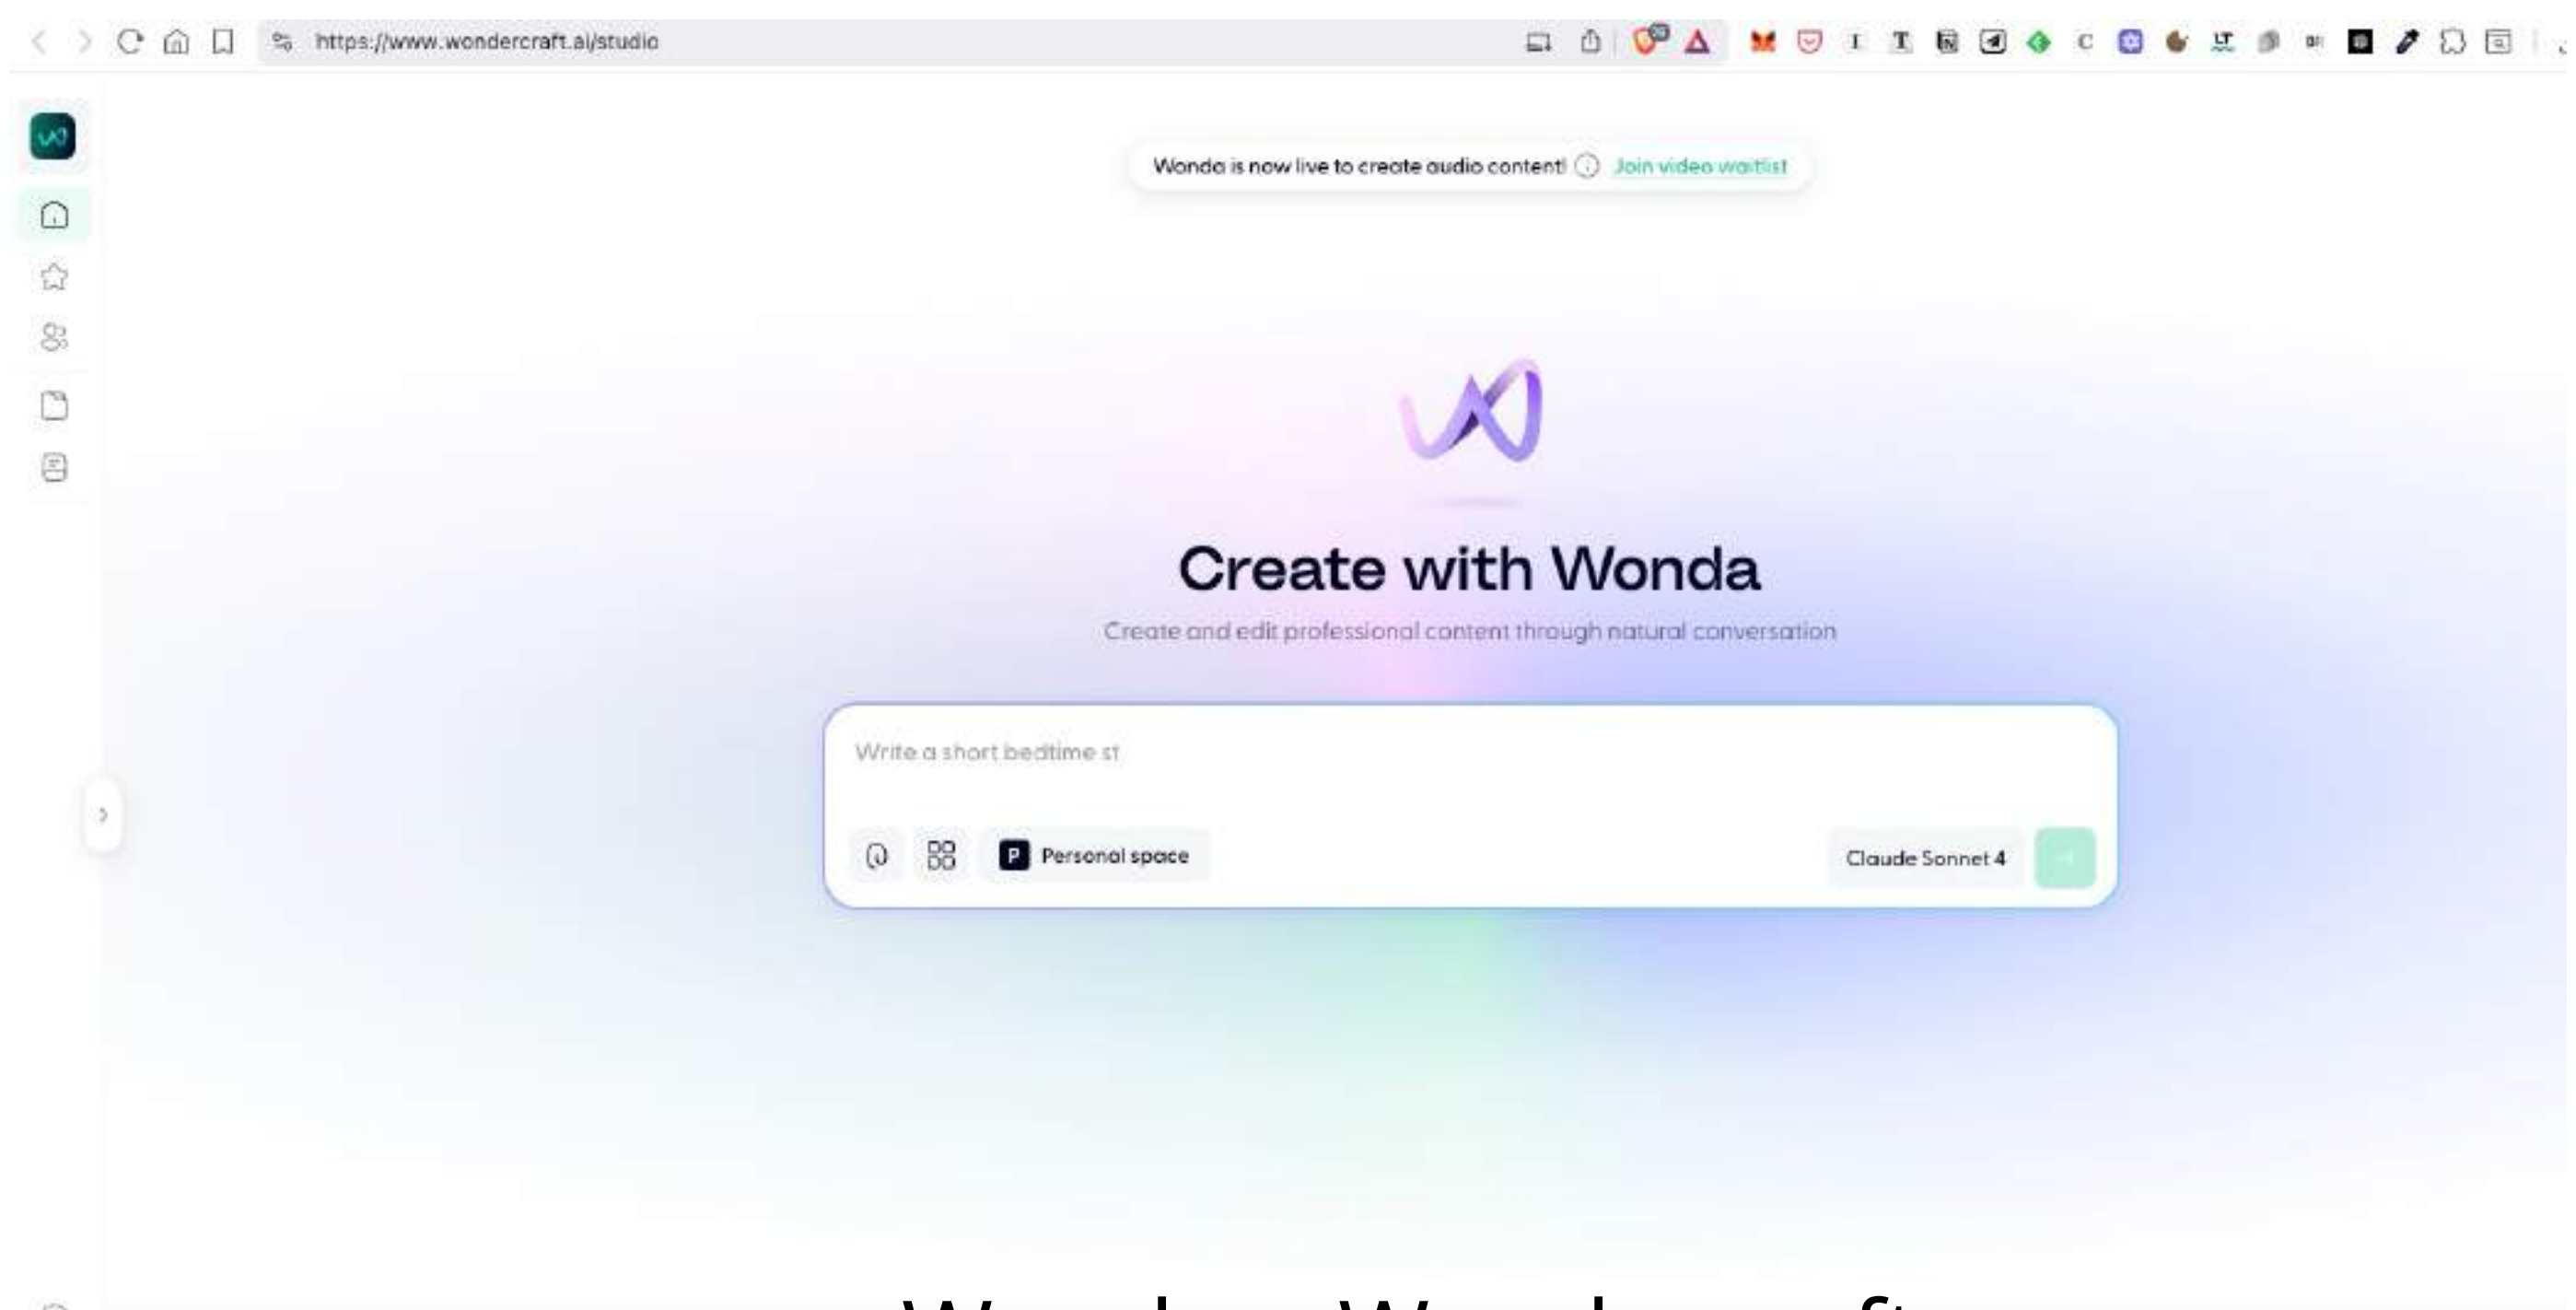 https://www.wondercraft.ai/studio
Wonda is now live to create audio content! Join video waitlist
Create with Wonda
Create and edit professional content through natural conversation
Write a short bedtime st
P Personal space
Claude Sonnet 4